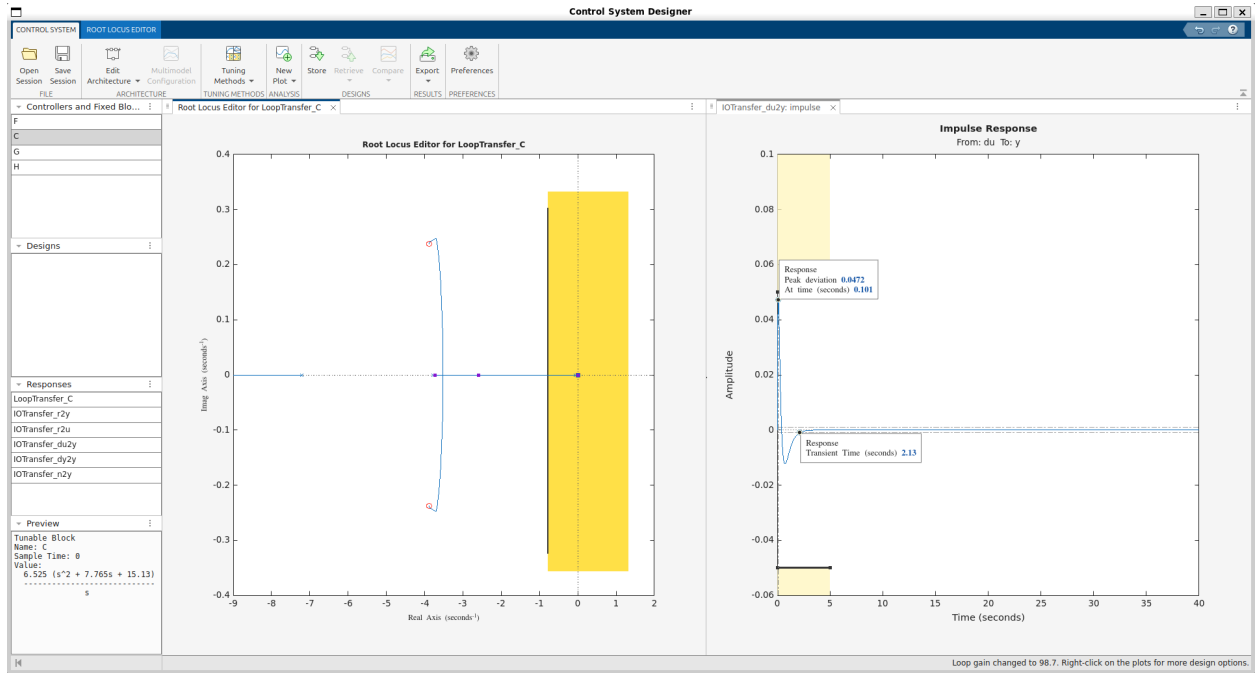 Control System Designer
CONTROL SYSTEM
ROOT LOCUS EDITOR
Open Session
Save Session
Edit Architecture
Multimodel Configuration
Tuning Methods
New Plot
Store
Retrieve
Compare
Export
Preferences
FILE
ARCHITECTURE
TUNING METHODS
ANALYSIS
DESIGNS
RESULTS
PREFERENCES
Controllers and Fixed Blo...
F
C
G
H
Designs
Responses
LoopTransfer_C
IOTransfer_r2y
IOTransfer_r2u
IOTransfer_du2y
IOTransfer_dy2y
IOTransfer_n2y
Preview
Tunable Block
Name: C
Sample Time: 0
Value:
6.525 (s^2 + 7.765s + 15.13)
---------------------------
s
Root Locus Editor for LoopTransfer_C
Root Locus Editor for LoopTransfer_C
0.4
0.3
0.2
0.1
0
-0.1
-0.2
-0.3
-0.4
Imag Axis (seconds⁻¹)
-9 -8 -7 -6 -5 -4 -3 -2 -1 0 1 2
Real Axis (seconds⁻¹)
IOTransfer_du2y: impulse
Impulse Response
From: du To: y
0.1
0.08
0.06
0.04
0.02
0
-0.02
-0.04
-0.06
Amplitude
Response
Peak deviation 0.0472
At time (seconds) 0.101
Response
Transient Time (seconds) 2.13
0 5 10 15 20 25 30 35 40
Time (seconds)
Loop gain changed to 98.7. Right-click on the plots for more design options.